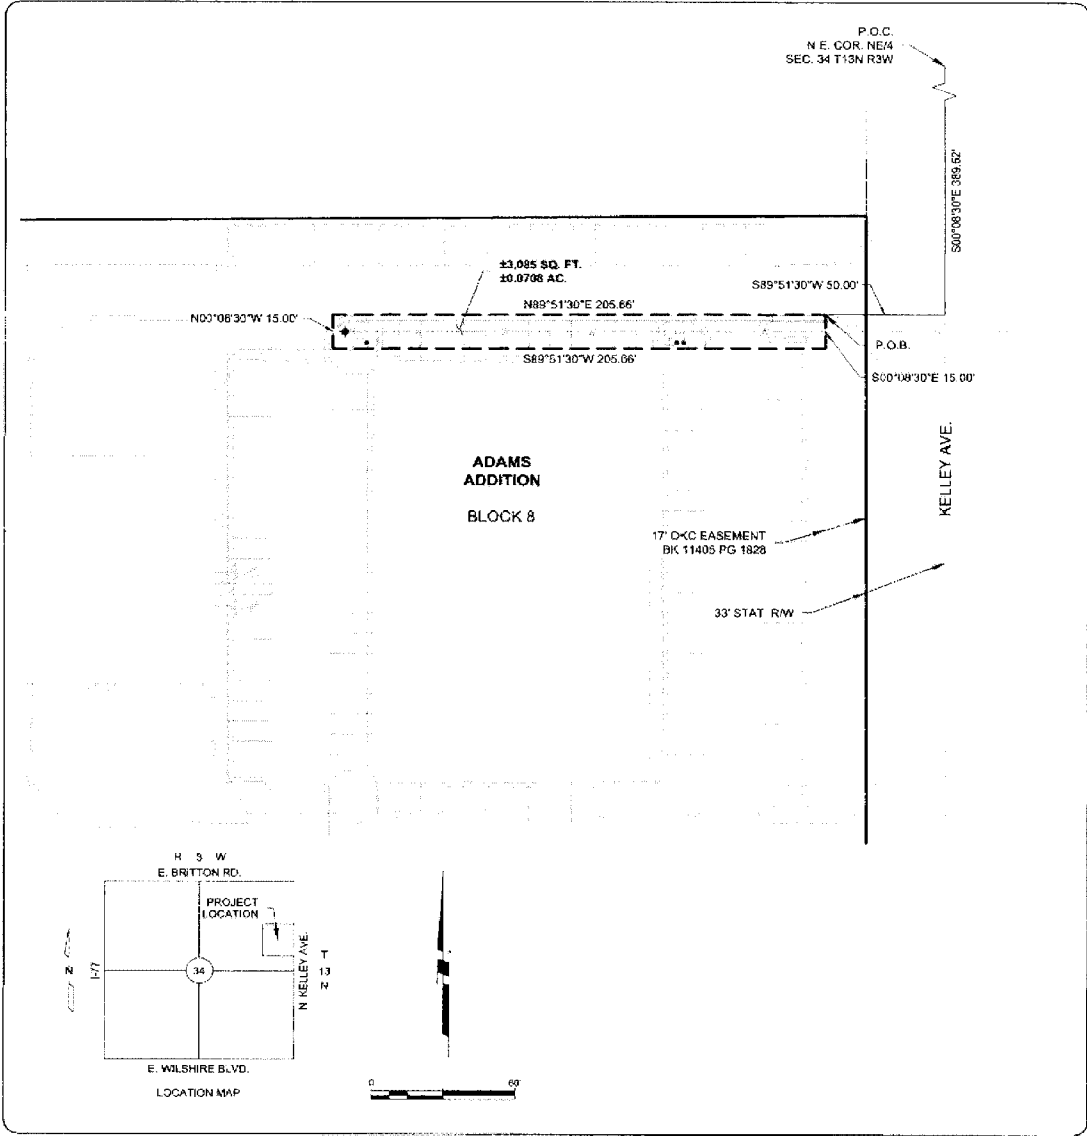 P.O.C.
N E. COR. NE/4
SEC. 34 T13N R3W
S00°08'30"E 389.62'
±3,085 SQ. FT.
±0.0708 AC.
S89°51'30"W 50.00'
N89°51'30"E 205.66'
N00°08'30"W 15.00'
P.O.B.
S89°51'30"W 205.66'
S00°08'30"E 15.00'
ADAMS
ADDITION
BLOCK 8
KELLEY AVE.
17' OKC EASEMENT
BK 11405 PG 1828
33' STAT R/W
R 3 W
E. BRITTON RD.
PROJECT
LOCATION
N
I-77
34
N KELLEY AVE.
T
13
N
E. WILSHIRE BLVD.
LOCATION MAP
0 60'